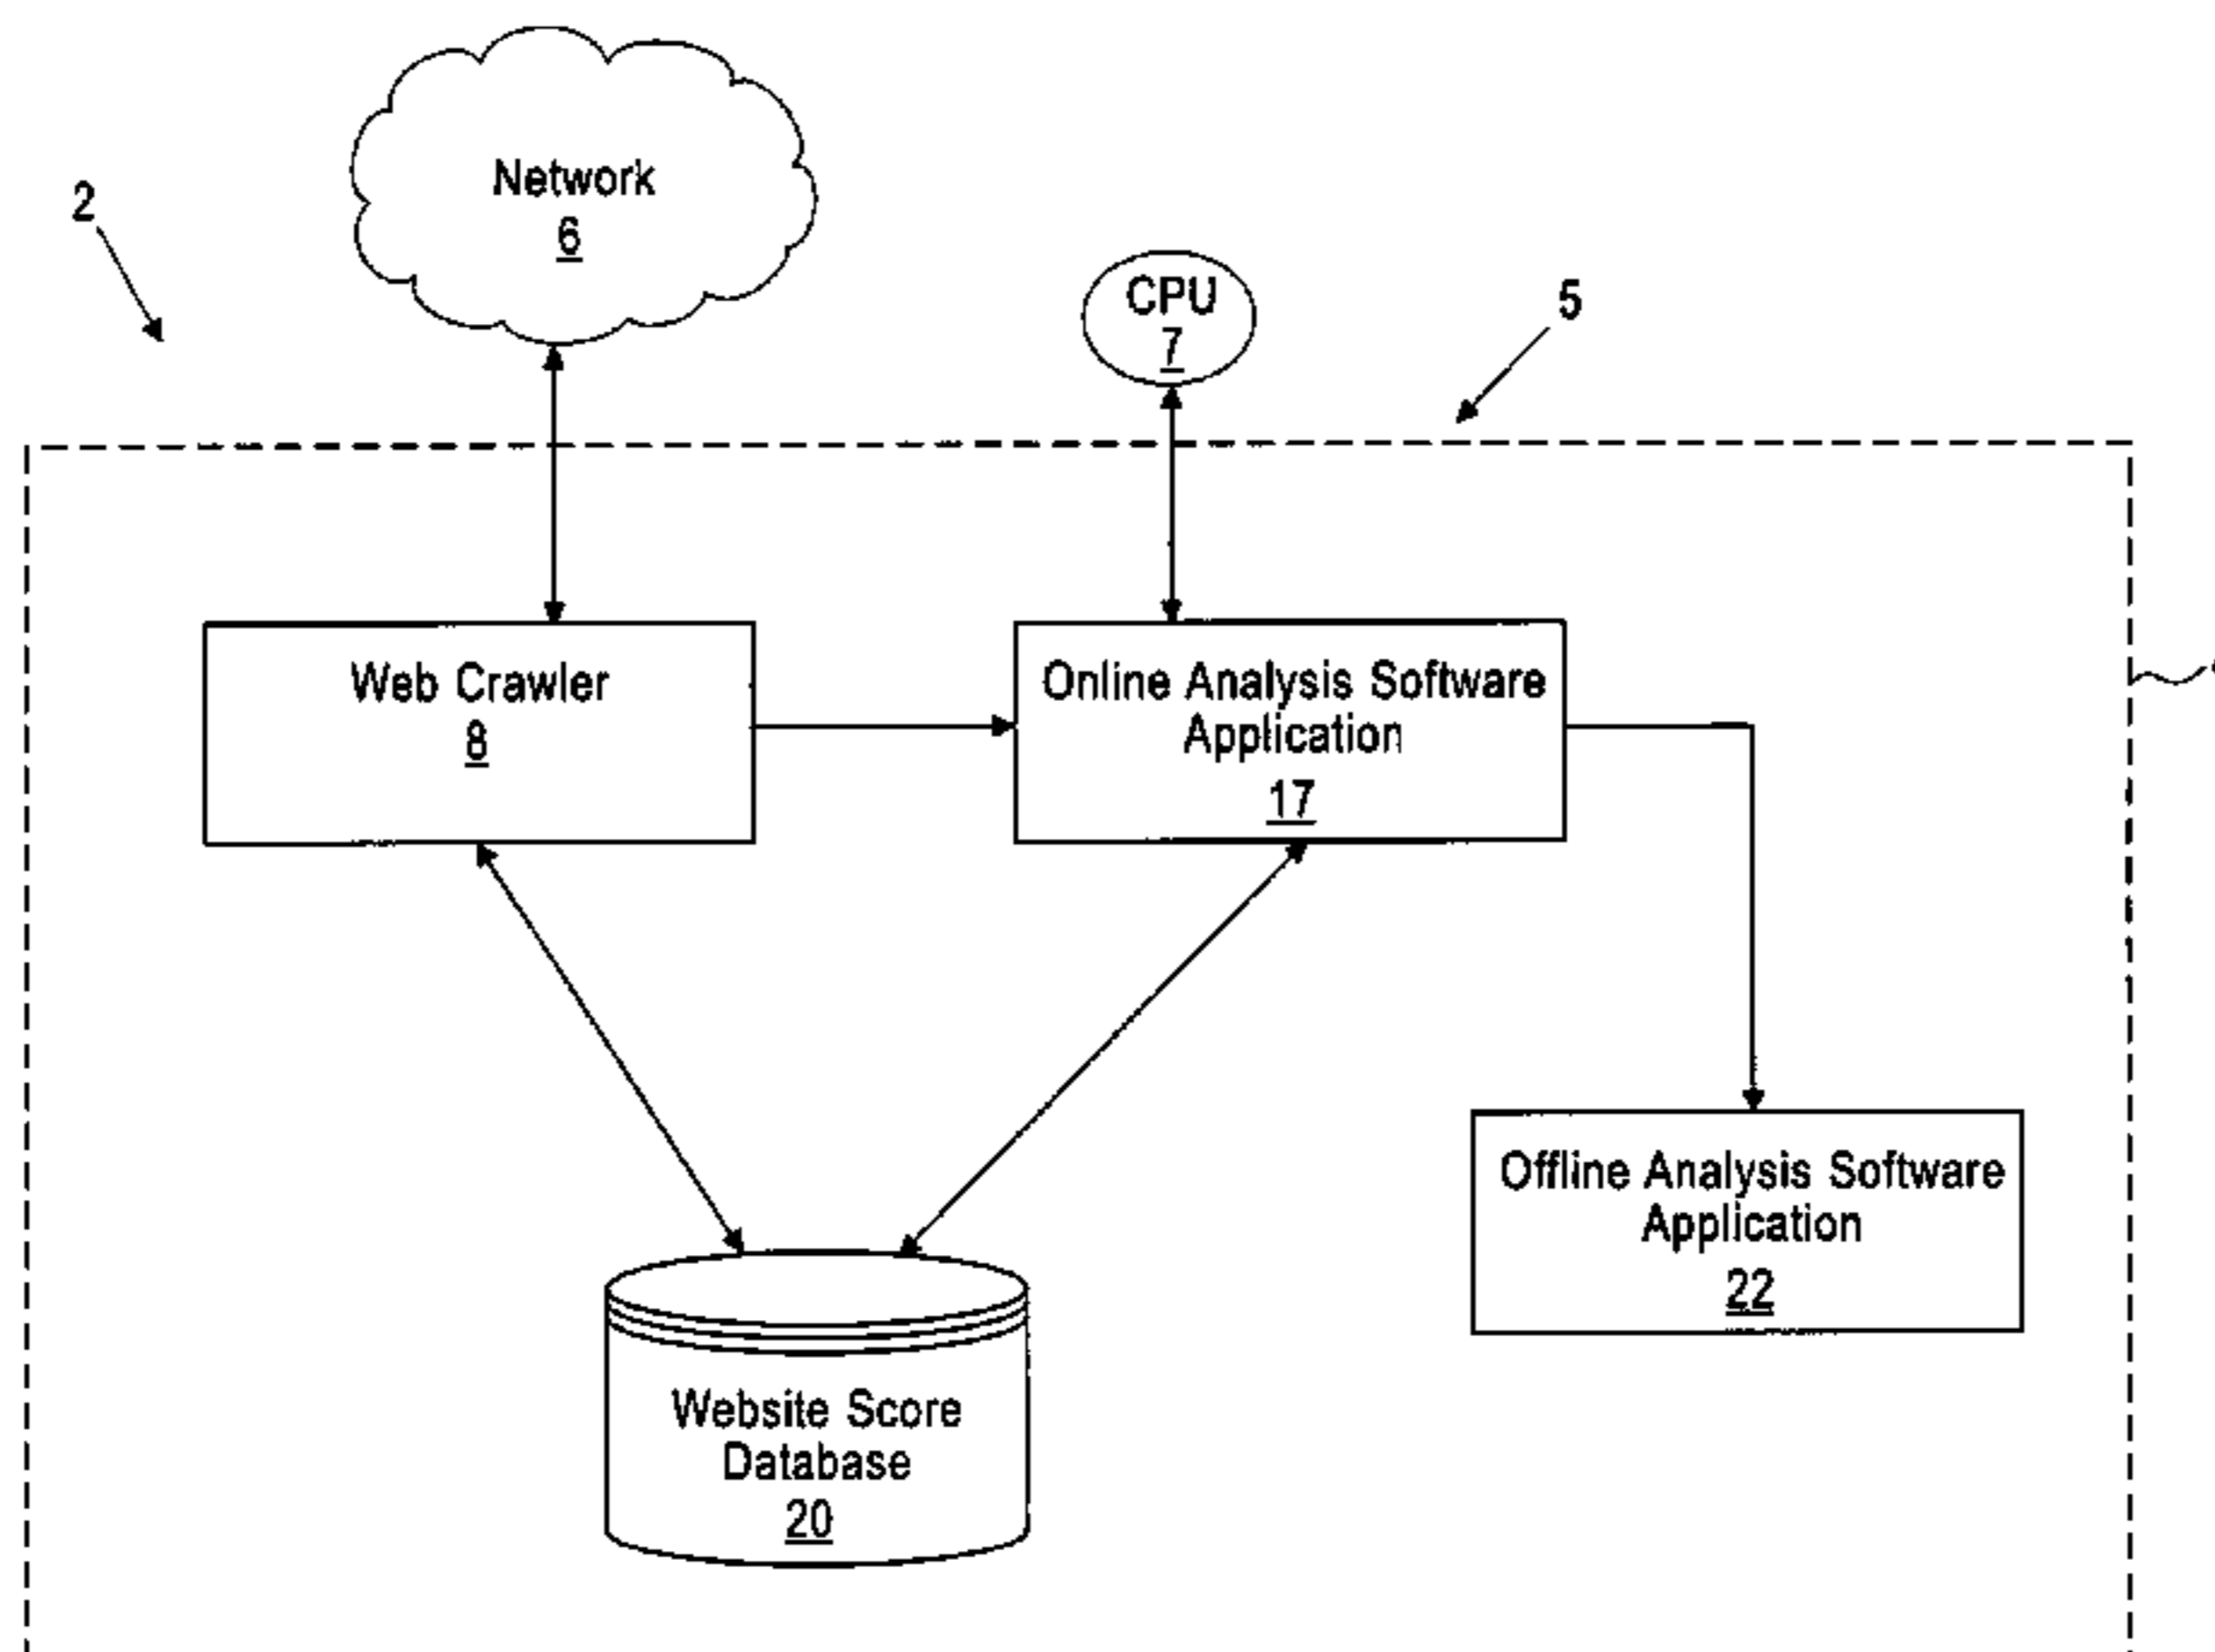 Network
6
2
CPU
7
5
Web Crawler
8
Online Analysis Software
Application
17
Offline Analysis Software
Application
22
Website Score
Database
20